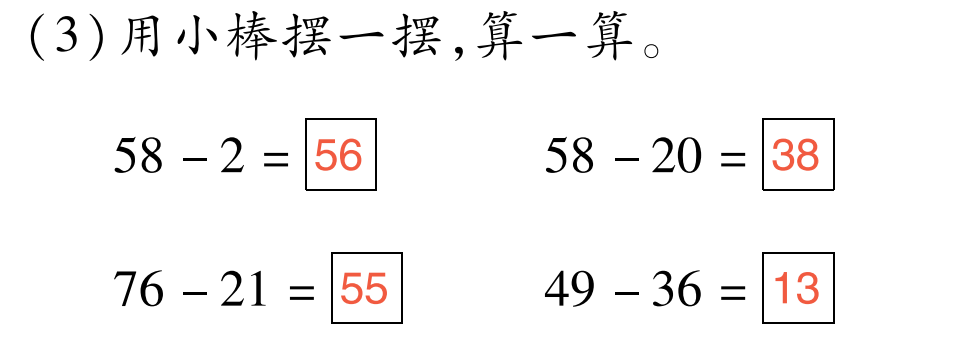 (3)用小棒摆一摆,算一算。
58 − 2 = 56 58 − 20 = 38
76 − 21 = 55 49 − 36 = 13